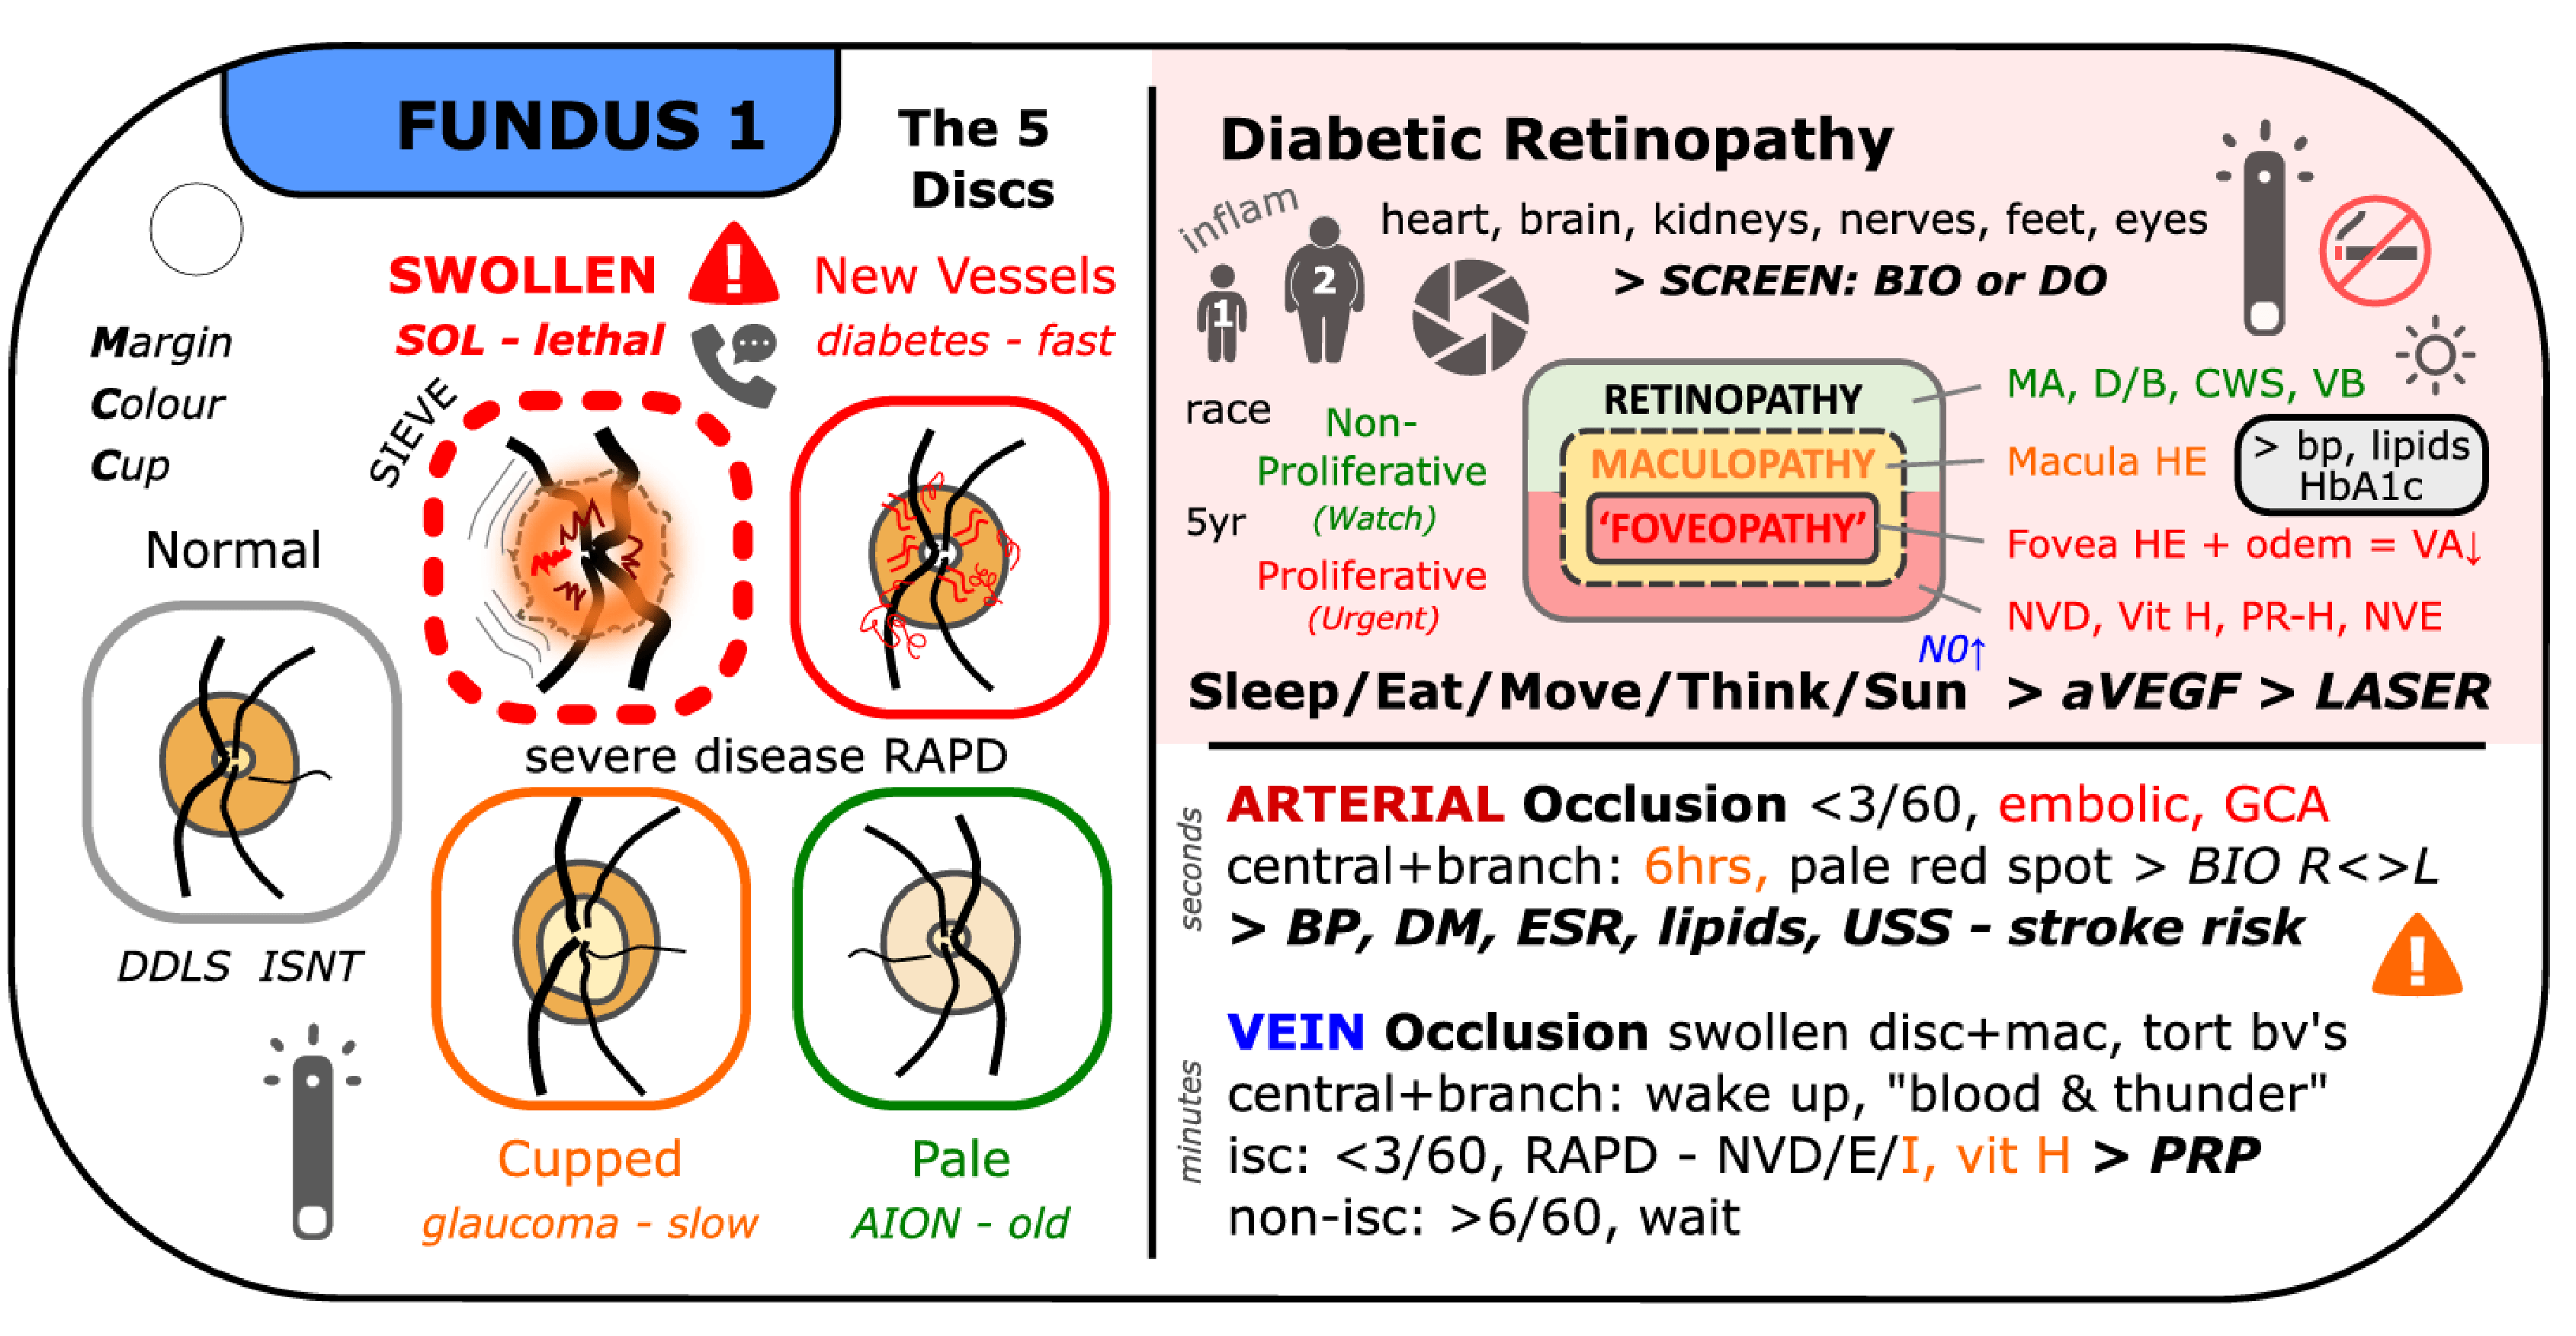 FUNDUS 1
The 5
Discs
Margin
Colour
Cup
SWOLLEN
SOL - lethal
SIEVE
New Vessels
diabetes - fast
Normal
DDLS ISNT
severe disease RAPD
Cupped
glaucoma - slow
Pale
AION - old
Diabetic Retinopathy
inflam
1
2
heart, brain, kidneys, nerves, feet, eyes
> SCREEN: BIO or DO
race
5yr
Non-
Proliferative
(Watch)
Proliferative
(Urgent)
RETINOPATHY
MACULOPATHY
'FOVEOPATHY'
MA, D/B, CWS, VB
Macula HE
> bp, lipids
HbA1c
Fovea HE + odem = VA↓
NVD, Vit H, PR-H, NVE
N0↑
Sleep/Eat/Move/Think/Sun > aVEGF > LASER
seconds
ARTERIAL Occlusion <3/60, embolic, GCA
central+branch: 6hrs, pale red spot > BIO R<>L
> BP, DM, ESR, lipids, USS - stroke risk
minutes
VEIN Occlusion swollen disc+mac, tort bv's
central+branch: wake up, "blood & thunder"
isc: <3/60, RAPD - NVD/E/I, vit H > PRP
non-isc: >6/60, wait